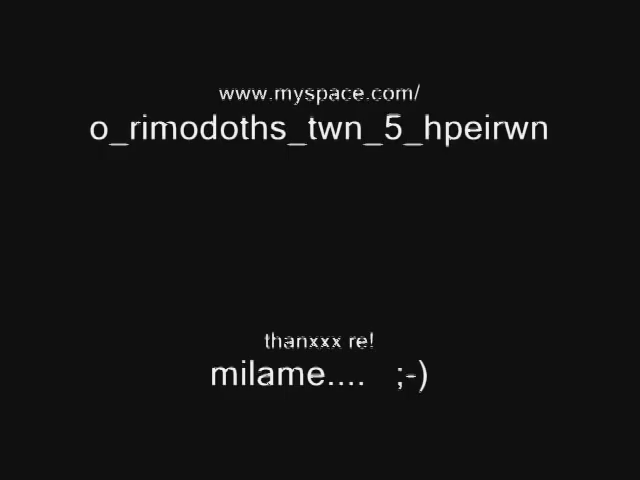 www.myspace.com/
o_rimodoths_twn_5_hpeirwn
thanxxx re!
milame.... ;-)